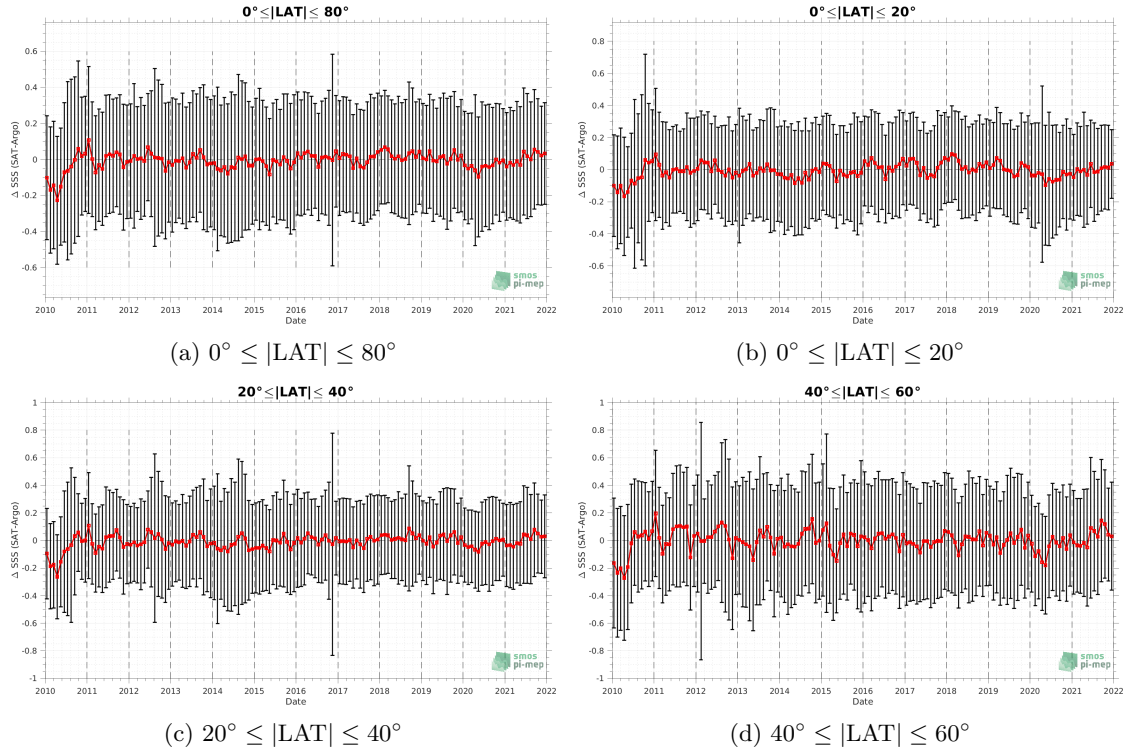 0°≤|LAT|≤ 80°
0.6
0.4
0.2
0
-0.2
-0.4
-0.6
Δ SSS (SAT-Argo)
2010 2011 2012 2013 2014 2015 2016 2017 2018 2019 2020 2021 2022
Date
smos
pi-mep
(a) 0° ≤ |LAT| ≤ 80°
0°≤|LAT|≤ 20°
0.8
0.6
0.4
0.2
0
-0.2
-0.4
-0.6
Δ SSS (SAT-Argo)
2010 2011 2012 2013 2014 2015 2016 2017 2018 2019 2020 2021 2022
Date
smos
pi-mep
(b) 0° ≤ |LAT| ≤ 20°
20°≤|LAT|≤ 40°
1
0.8
0.6
0.4
0.2
0
-0.2
-0.4
-0.6
-0.8
-1
Δ SSS (SAT-Argo)
2010 2011 2012 2013 2014 2015 2016 2017 2018 2019 2020 2021 2022
Date
smos
pi-mep
(c) 20° ≤ |LAT| ≤ 40°
40°≤|LAT|≤ 60°
1
0.8
0.6
0.4
0.2
0
-0.2
-0.4
-0.6
-0.8
-1
Δ SSS (SAT-Argo)
2010 2011 2012 2013 2014 2015 2016 2017 2018 2019 2020 2021 2022
Date
smos
pi-mep
(d) 40° ≤ |LAT| ≤ 60°